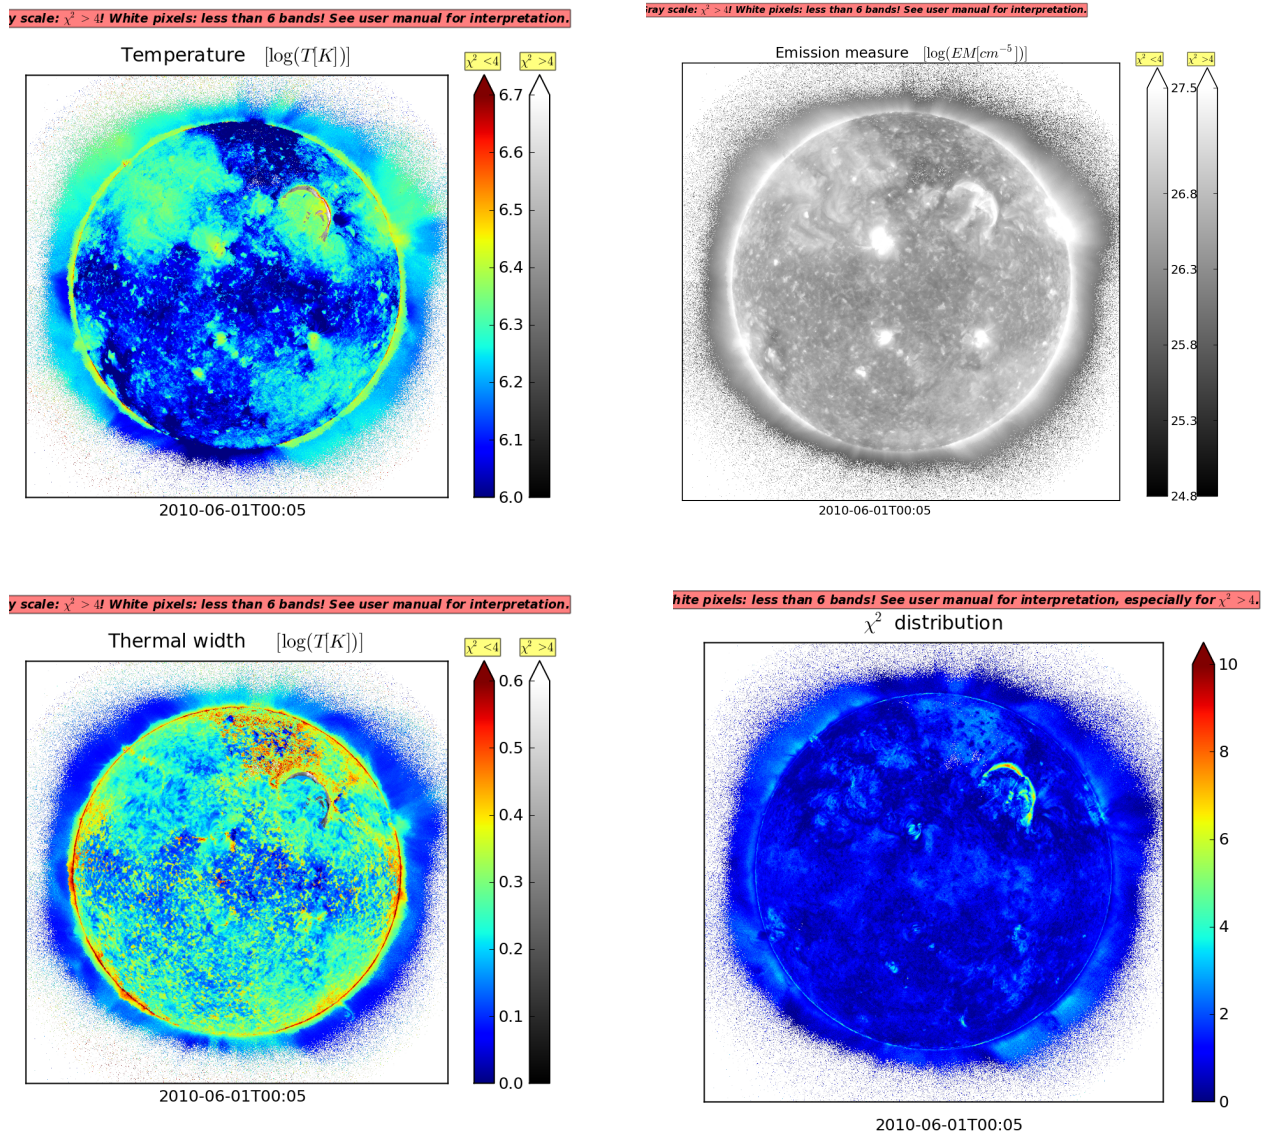 y scale: χ² > 4! White pixels: less than 6 bands! See user manual for interpretation.
Temperature [log(T[K])]
χ² <4 χ² >4
6.7
6.6
6.5
6.4
6.3
6.2
6.1
6.0
2010-06-01T00:05
Gray scale: χ² > 4! White pixels: less than 6 bands! See user manual for interpretation.
Emission measure [log(EM[cm⁻⁵])]
χ² <4 χ² >4
27.5
26.8
26.3
25.8
25.3
24.8
2010-06-01T00:05
y scale: χ² > 4! White pixels: less than 6 bands! See user manual for interpretation.
Thermal width [log(T[K])]
χ² <4 χ² >4
0.6
0.5
0.4
0.3
0.2
0.1
0.0
2010-06-01T00:05
hite pixels: less than 6 bands! See user manual for interpretation, especially for χ² > 4.
χ² distribution
10
8
6
4
2
0
2010-06-01T00:05